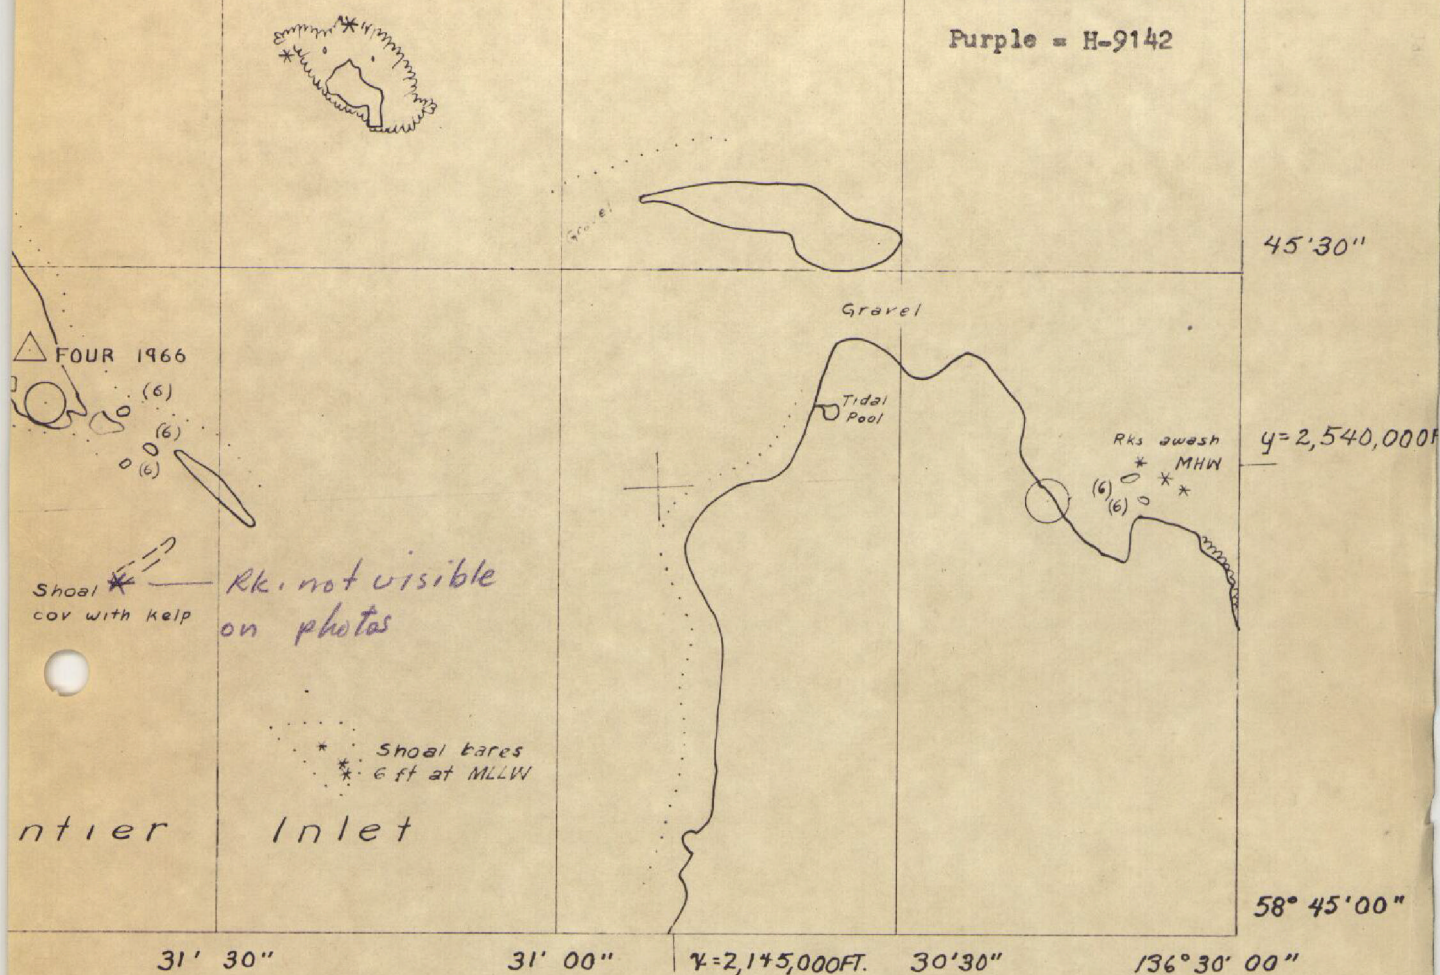 Purple = H-9142
Gravel
45'30"
Gravel
FOUR 1966
(6)
Tidal
Pool
(6)
(6)
Rks awash
MHW
y=2,540,000F
(6)
(6)
Shoal
cov with kelp
Rk. not visible
on photos
Shoal bares
6 ft at MLLW
ntier Inlet
58° 45'00"
31' 30"
31' 00"
x=2,145,000FT.
30'30"
136°30' 00"